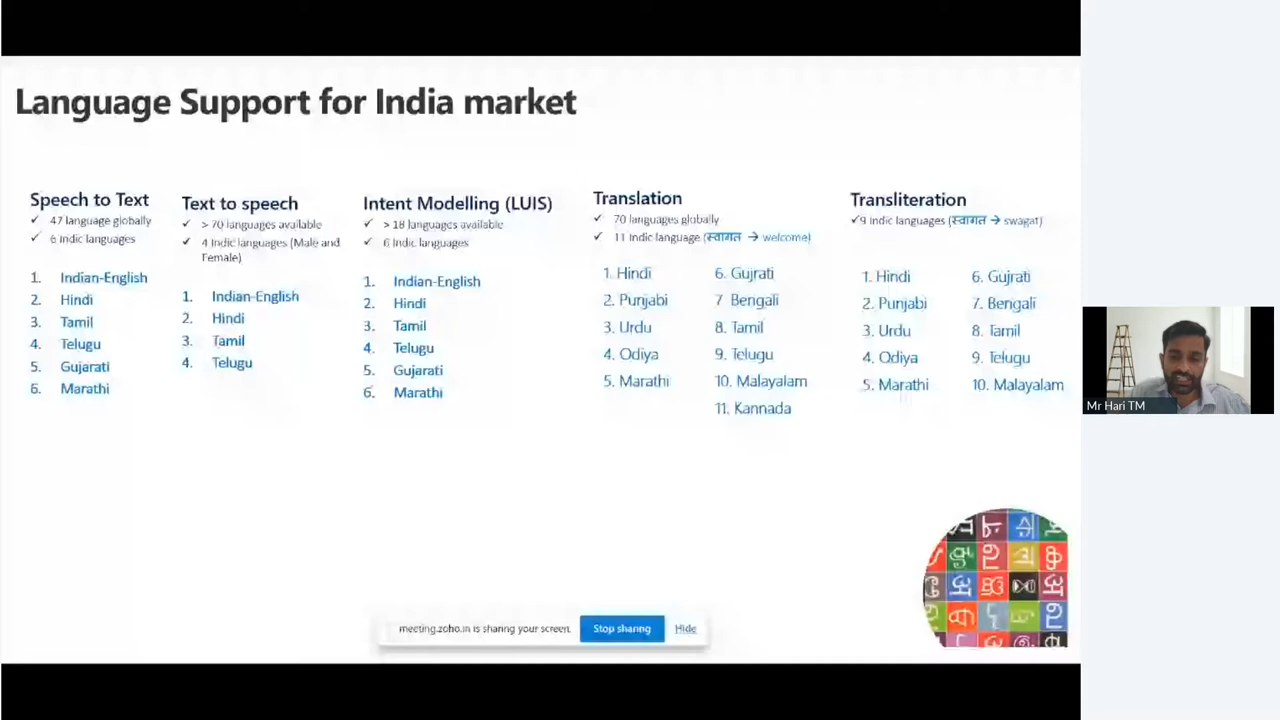 Language Support for India market
Speech to Text
✓ 47 language globally
✓ 6 Indic languages
1. Indian-English
2. Hindi
3. Tamil
4. Telugu
5. Gujarati
6. Marathi
Text to speech
✓ > 70 languages available
✓ 4 Indic languages (Male and
Female)
1. Indian-English
2. Hindi
3. Tamil
4. Telugu
Intent Modelling (LUIS)
✓ > 18 languages available
✓ 6 Indic languages
1. Indian-English
2. Hindi
3. Tamil
4. Telugu
5. Gujarati
6. Marathi
Translation
✓ 70 languages globally
✓ 11 Indic language (स्वागत → welcome)
1. Hindi
2. Punjabi
3. Urdu
4. Odiya
5. Marathi
6. Gujrati
7 Bengali
8. Tamil
9. Telugu
10. Malayalam
11. Kannada
Transliteration
✓9 Indic languages (स्वागत → swagat)
1. Hindi
2. Punjabi
3. Urdu
4. Odiya
5. Marathi
6. Gujrati
7. Bengali
8. Tamil
9. Telugu
10. Malayalam
Mr Hari TM
meeting.zoho.in is sharing your screen.
Stop sharing
Hide